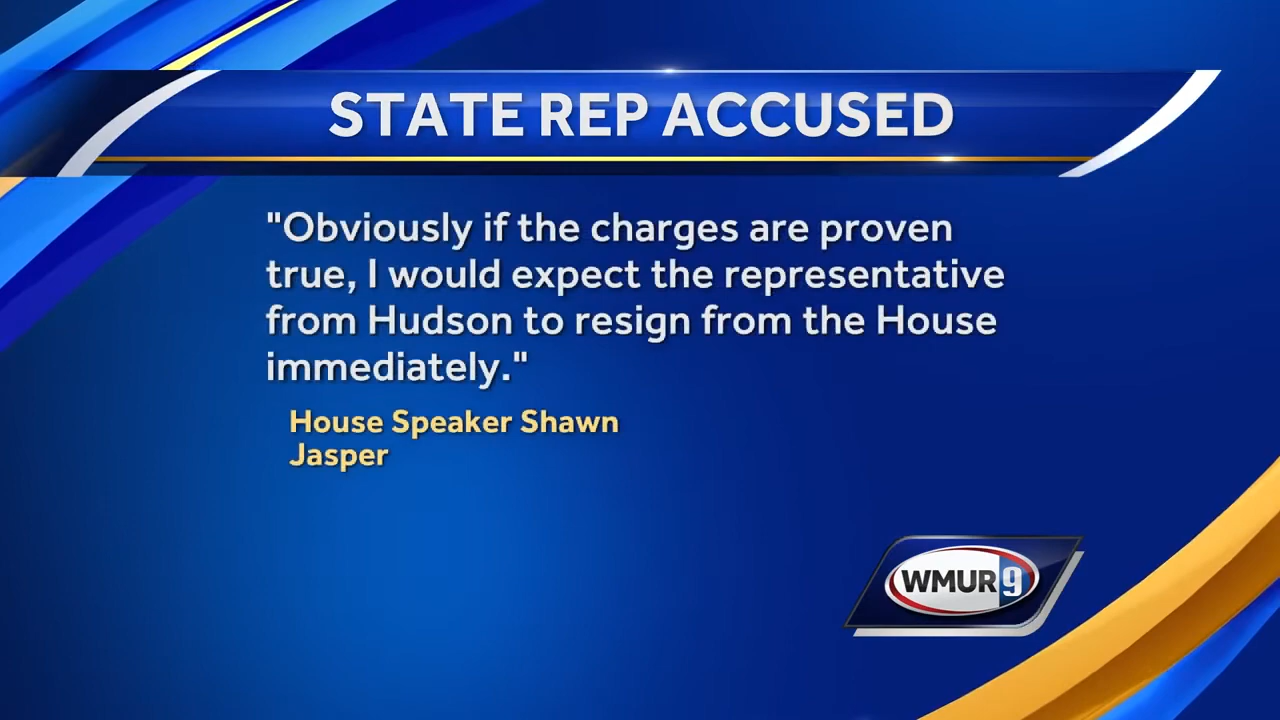 STATE REP ACCUSED
"Obviously if the charges are proven
true, I would expect the representative
from Hudson to resign from the House
immediately."
House Speaker Shawn
Jasper
WMUR9